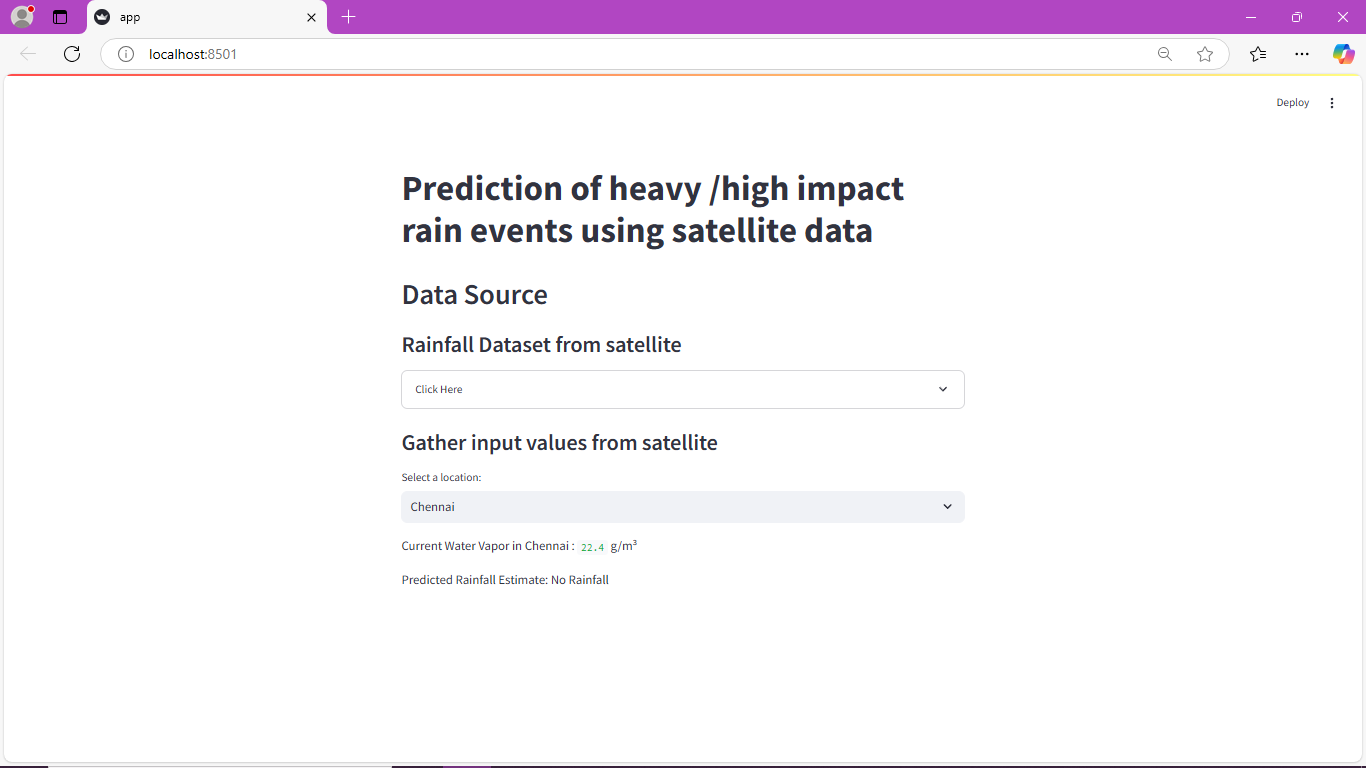 app
localhost:8501
Deploy
Prediction of heavy /high impact
rain events using satellite data
Data Source
Rainfall Dataset from satellite
Click Here
Gather input values from satellite
Select a location:
Chennai
Current Water Vapor in Chennai : 22.4 g/m³
Predicted Rainfall Estimate: No Rainfall